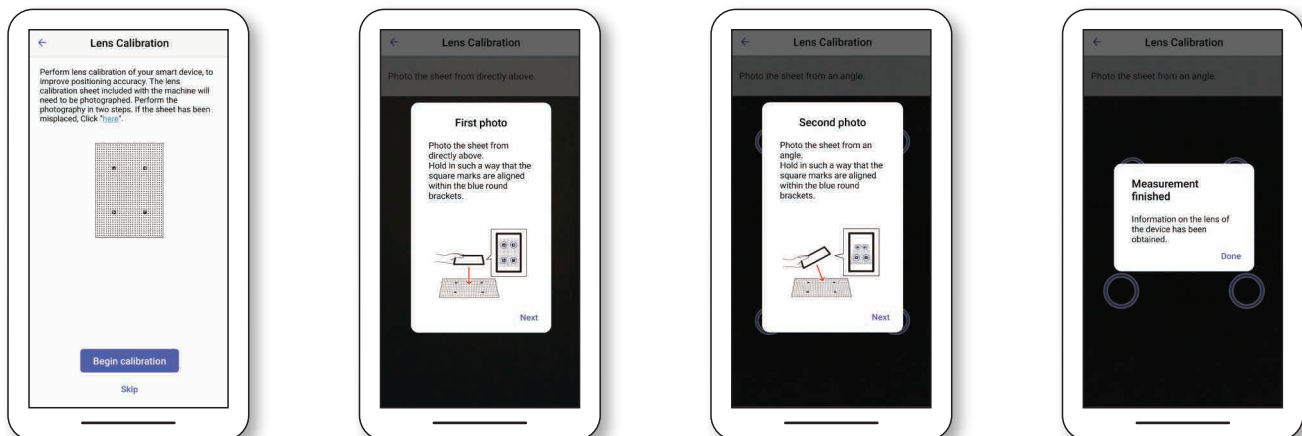 ← Lens Calibration
Perform lens calibration of your smart device, to
improve positioning accuracy. The lens
calibration sheet included with the machine will
need to be photographed. Perform the
photography in two steps. If the sheet has been
misplaced, Click "here".
Begin calibration
Skip
← Lens Calibration
Photo the sheet from directly above.
First photo
Photo the sheet from
directly above.
Hold in such a way that the
square marks are aligned
within the blue round
brackets.
Next
← Lens Calibration
Photo the sheet from an angle.
Second photo
Photo the sheet from an
angle.
Hold in such a way that the
square marks are aligned
within the blue round
brackets.
Next
← Lens Calibration
Photo the sheet from an angle.
Measurement
finished
Information on the lens of
the device has been
obtained.
Done